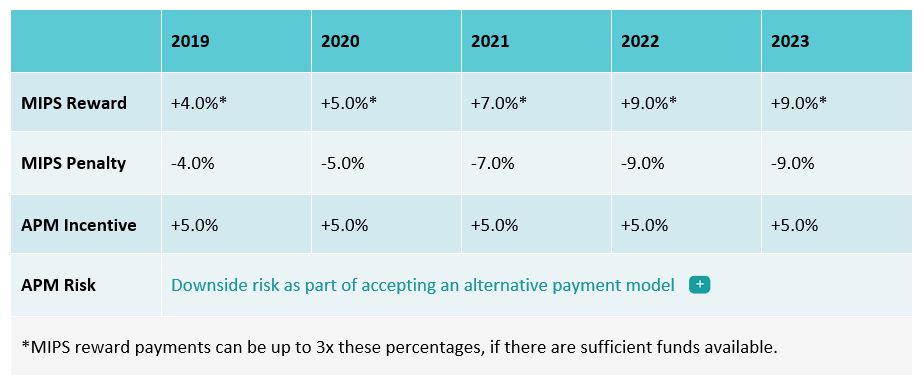 2019 2020 2021 2022 2023
MIPS Reward +4.0%* +5.0%* +7.0%* +9.0%* +9.0%*
MIPS Penalty -4.0% -5.0% -7.0% -9.0% -9.0%
APM Incentive +5.0% +5.0% +5.0% +5.0% +5.0%
APM Risk Downside risk as part of accepting an alternative payment model +
*MIPS reward payments can be up to 3x these percentages, if there are sufficient funds available.